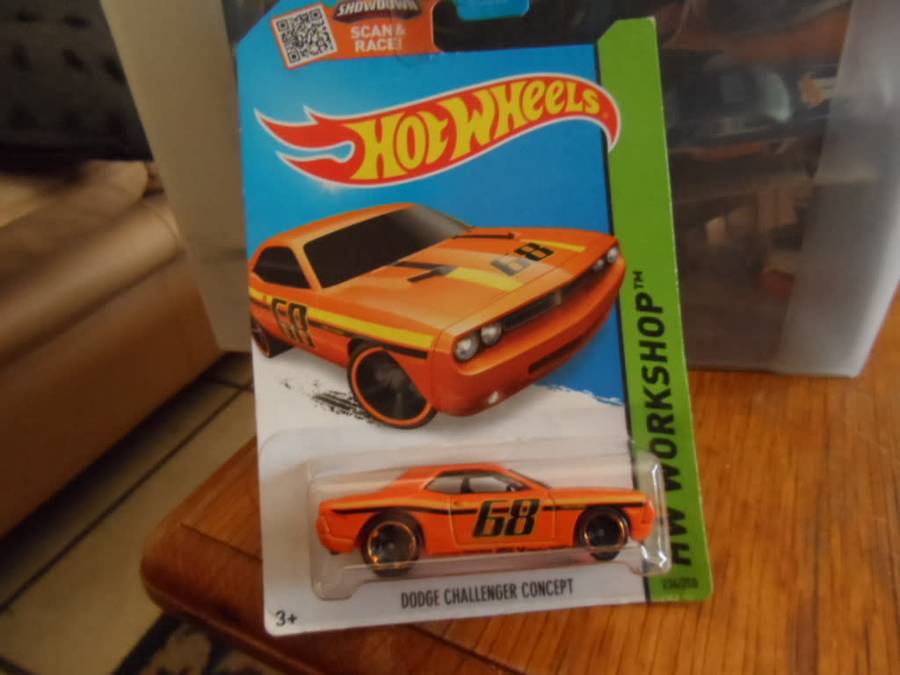 SHOWDOWN
SCAN &
RACE!
HOT WHEELS
68
68
HW WORKSHOP™
68
DODGE CHALLENGER CONCEPT
3+